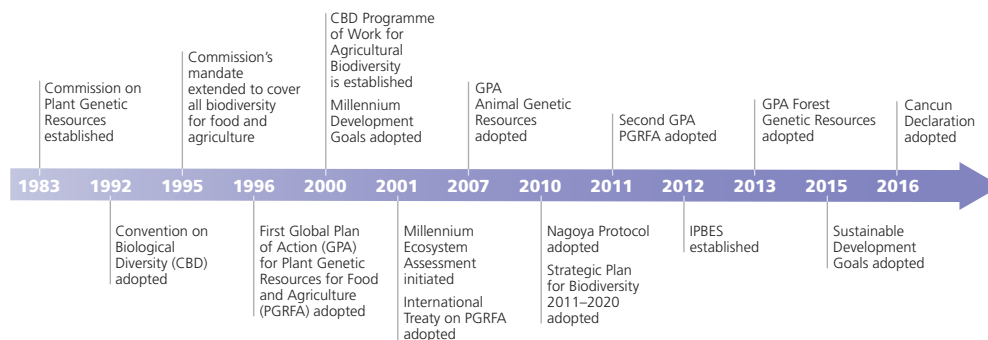 CBD Programme
of Work for
Agricultural
Biodiversity
is established
Millennium
Development
Goals adopted
Commission's
mandate
extended to cover
all biodiversity
for food and
agriculture
Commission on
Plant Genetic
Resources
established
GPA
Animal Genetic
Resources
adopted
Second GPA
PGRFA adopted
GPA Forest
Genetic Resources
adopted
Cancun
Declaration
adopted
1983 1992 1995 1996 2000 2001 2007 2010 2011 2012 2013 2015 2016
Convention on
Biological
Diversity (CBD)
adopted
First Global Plan
of Action (GPA)
for Plant Genetic
Resources for Food
and Agriculture
(PGRFA) adopted
Millennium
Ecosystem
Assessment
initiated
International
Treaty on PGRFA
adopted
Nagoya Protocol
adopted
Strategic Plan
for Biodiversity
2011–2020
adopted
IPBES
established
Sustainable
Development
Goals adopted